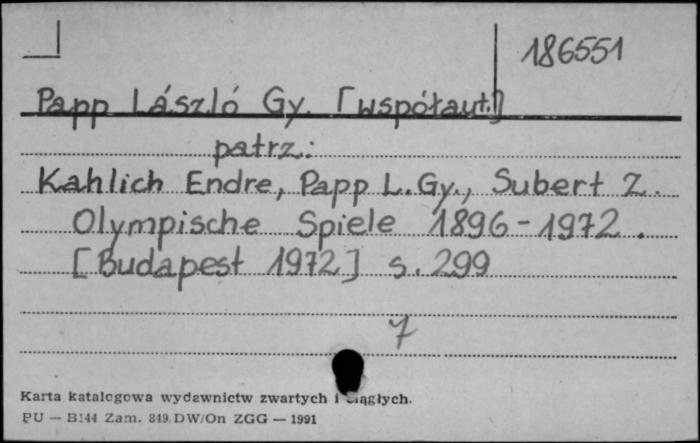 186551
Papp László Gy. [współaut.]
patrz:
Kahlich Endre, Papp L. Gy., Subert Z.
Olympische Spiele 1896-1972.
[Budapest 1972] s. 299
7
Karta katalogowa wydawnictw zwartych i ciągłych.
PU — B144 Zam. 849 DW/On ZGG — 1991